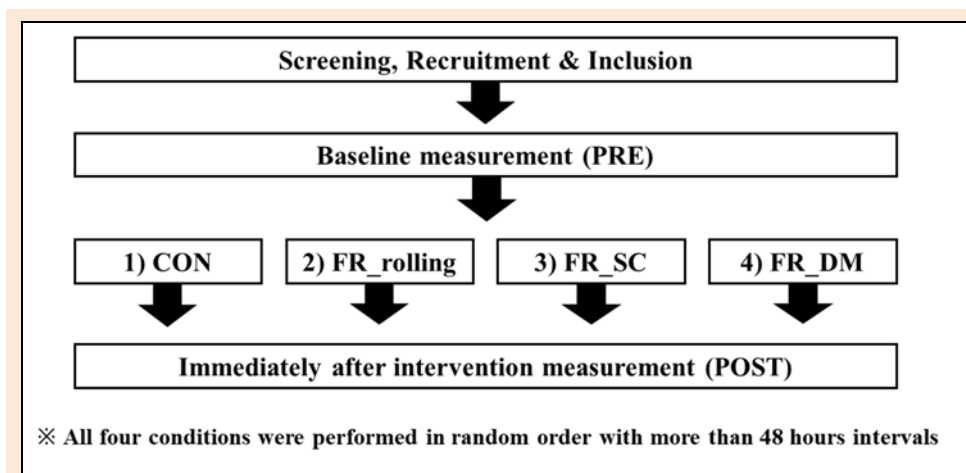 Screening, Recruitment & Inclusion
Baseline measurement (PRE)
1) CON
2) FR_rolling
3) FR_SC
4) FR_DM
Immediately after intervention measurement (POST)
※ All four conditions were performed in random order with more than 48 hours intervals